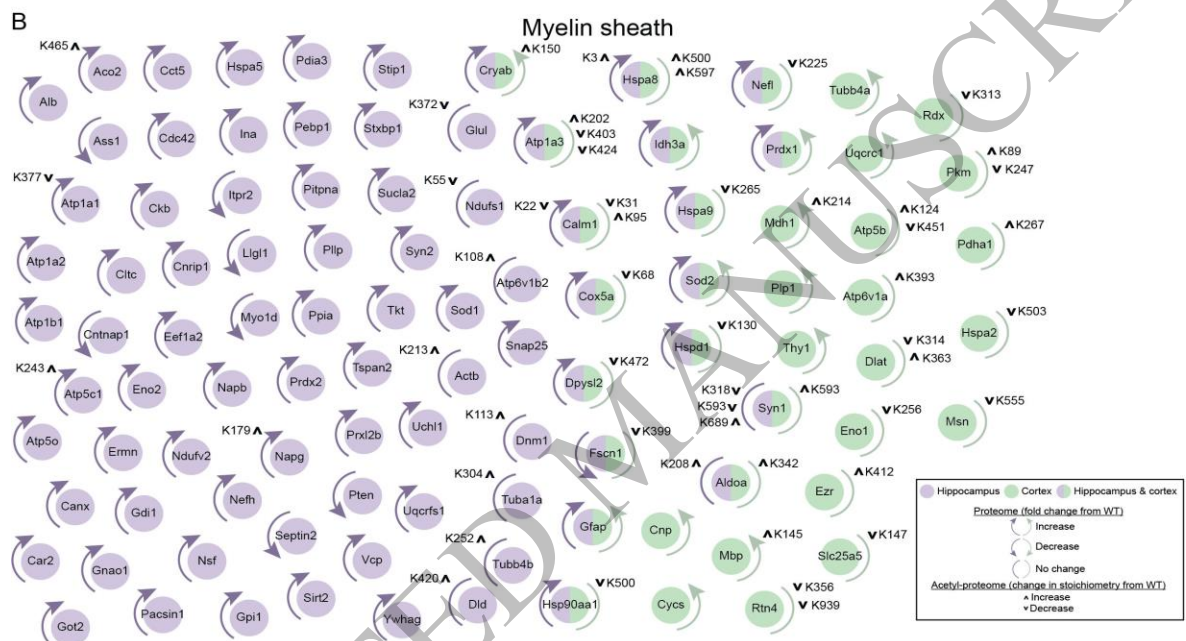 B
Myelin sheath
K465 ∧ Aco2
Cct5
Hspa5
Pdia3
Stip1
Cryab ∧K150
K3 ∧ Hspa8 ∧K500
∧K597
Nefl ∨K225
Tubb4a
Rdx ∨K313
Alb
Ass1
Cdc42
Ina
Pebp1
Stxbp1
K372 ∨ Glul
Atp1a3 ∧K202
∨K403
∨K424
Idh3a
Prdx1
Uqcrc1
Pkm ∧K89
∨K247
K377 ∨ Atp1a1
Ckb
Itpr2
Pitpna
Sucla2
K55 ∨ Ndufs1
K22 ∨ Calm1 ∨K31
∧K95
Hspa9 ∨K265
Mdh1 ∧K214
Atp5b ∧K124
∨K451
Pdha1 ∧K267
Atp1a2
Cltc
Cnrip1
Llgl1
Pllp
Syn2
K108 ∧ Atp6v1b2
Cox5a ∨K68
Sod2
Plp1
Atp6v1a ∧K393
Hspa2 ∨K503
Atp1b1
Cntnap1
Eef1a2
Myo1d
Ppia
Tkt
Sod1
Snap25
Hspd1 ∨K130
Thy1
Dlat ∨K314
∧K363
K243 ∧ Atp5c1
Eno2
Napb
Prdx2
Tspan2
K213 ∧ Actb
Dpysl2 ∨K472
K318 ∨
K593 ∨
K689 ∧ Syn1 ∧K593
Eno1 ∨K256
Msn ∨K555
Atp5o
Ermn
Ndufv2
K179 ∧ Napg
Prxl2b
Uchl1
K113 ∧ Dnm1
Fscn1 ∨K399
K208 ∧ Aldoa ∧K342
Ezr ∧K412
Canx
Gdi1
Nefh
Septin2
Pten
Uqcrfs1
K304 ∧ Tuba1a
Gfap
Cnp
Mbp ∧K145
Slc25a5 ∨K147
Car2
Gnao1
Nsf
Vcp
K252 ∧ Tubb4b
Got2
Pacsin1
Gpi1
Sirt2
Ywhag
K420 ∧ Dld
Hsp90aa1 ∨K500
Cycs
Rtn4 ∨K356
∨K939
Hippocampus Cortex Hippocampus & cortex
Proteome (fold change from WT)
Increase
Decrease
No change
Acetyl-proteome (change in stoichiometry from WT)
∧ Increase
∨ Decrease
TED MANUSCR